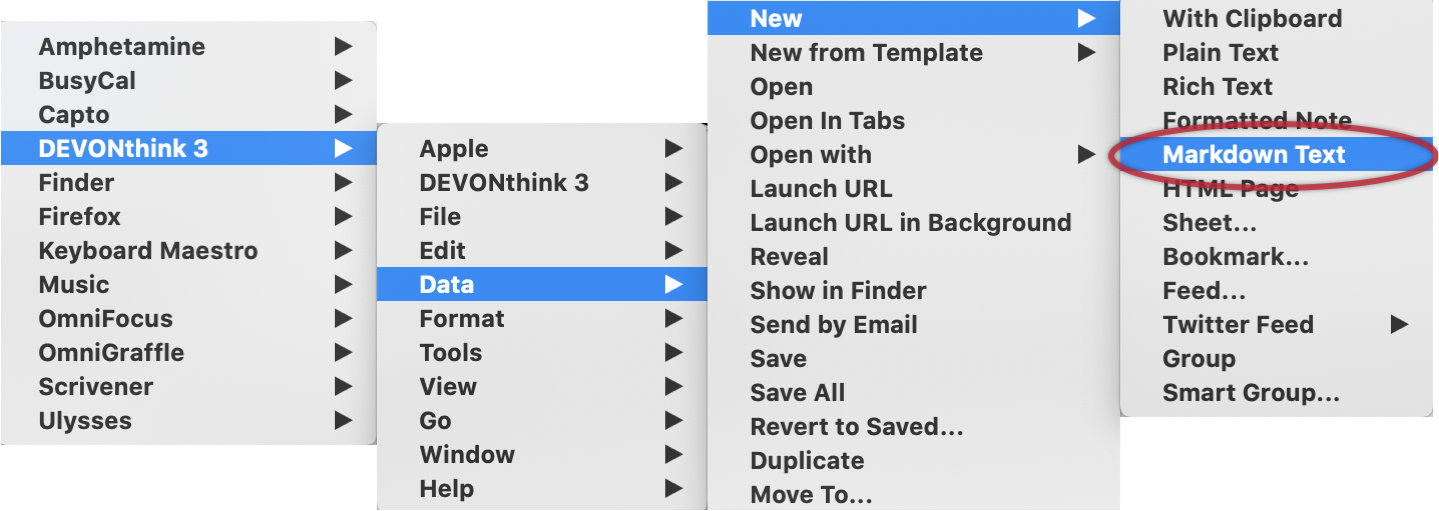 Amphetamine
BusyCal
Capto
DEVONthink 3
Finder
Firefox
Keyboard Maestro
Music
OmniFocus
OmniGraffle
Scrivener
Ulysses
Apple
DEVONthink 3
File
Edit
Data
Format
Tools
View
Go
Window
Help
New
New from Template
Open
Open In Tabs
Open with
Launch URL
Launch URL in Background
Reveal
Show in Finder
Send by Email
Save
Save All
Revert to Saved...
Duplicate
Move To...
With Clipboard
Plain Text
Rich Text
Formatted Note
Markdown Text
HTML Page
Sheet...
Bookmark...
Feed...
Twitter Feed
Group
Smart Group...